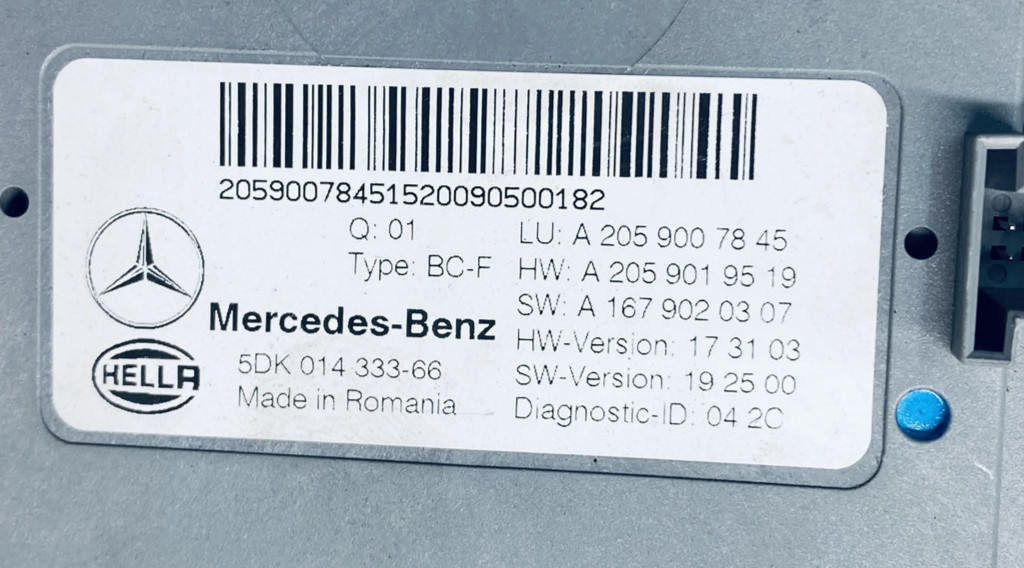 205900784515200090500182
Q: 01
Type: BC-F
LU: A 205 900 78 45
HW: A 205 901 95 19
SW: A 167 902 03 07
HW-Version: 17 31 03
SW-Version: 19 25 00
Diagnostic-ID: 04 2C
Mercedes-Benz
HELLA
5DK 014 333-66
Made in Romania